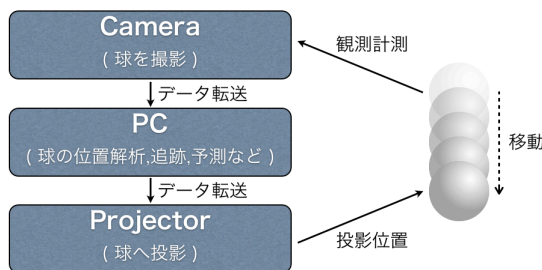 Camera
( 球を撮影 )
観測計測
データ転送
PC
( 球の位置解析,追跡,予測など )
移動
データ転送
Projector
( 球へ投影 )
投影位置